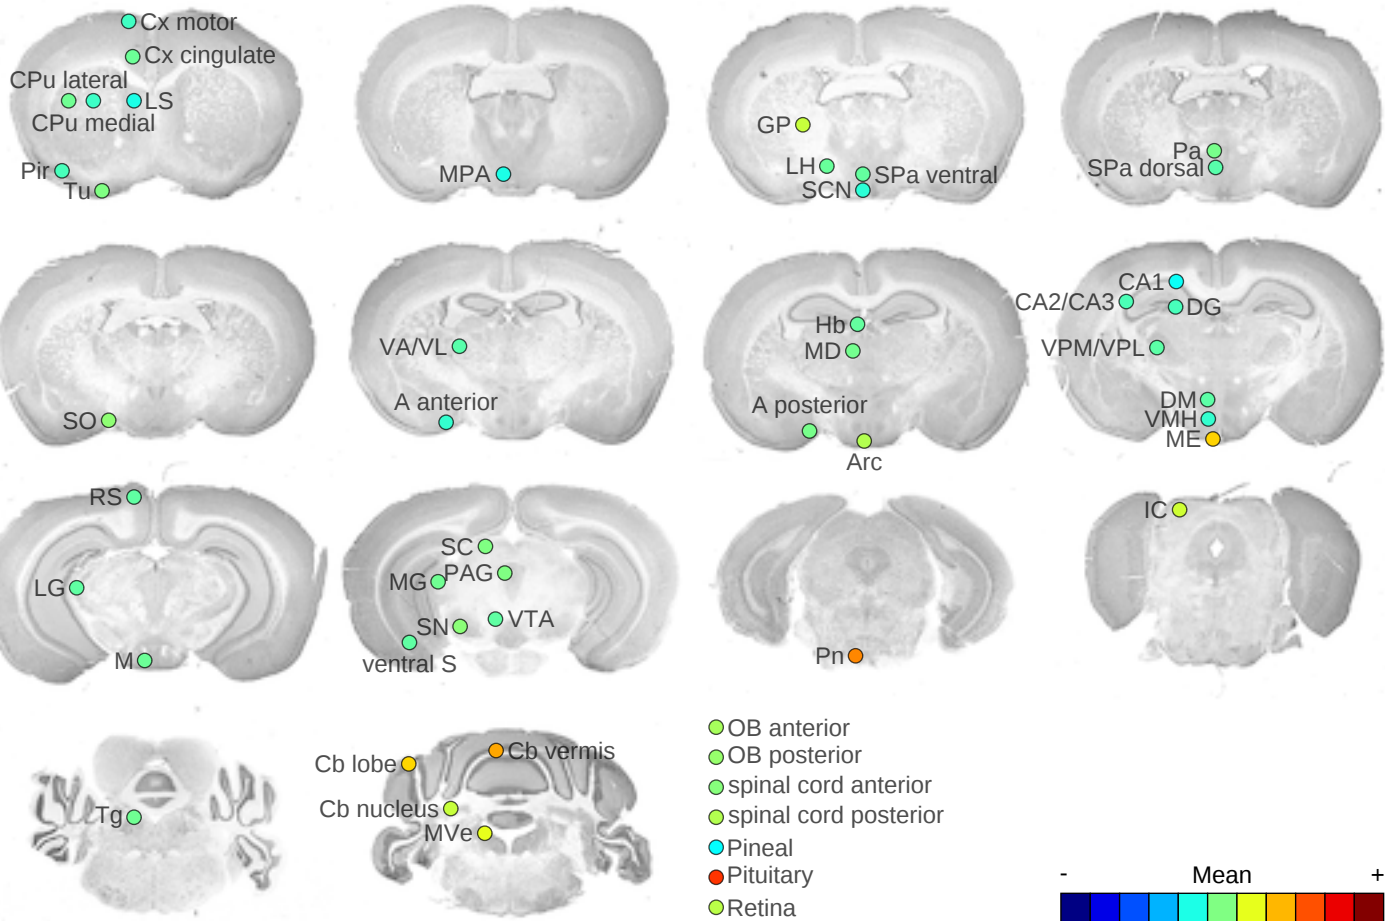 Cx motor
Cx cingulate
CPu lateral
LS
CPu medial
Pir
Tu
MPA
GP
LH
SPa ventral
SCN
Pa
SPa dorsal
SO
VA/VL
A anterior
Hb
MD
A posterior
Arc
CA1
CA2/CA3
DG
VPM/VPL
DM
VMH
ME
RS
LG
M
SC
MG
PAG
SN
VTA
ventral S
Pn
IC
Tg
Cb lobe
Cb vermis
Cb nucleus
MVe
OB anterior
OB posterior
spinal cord anterior
spinal cord posterior
Pineal
Pituitary
Retina
- Mean +